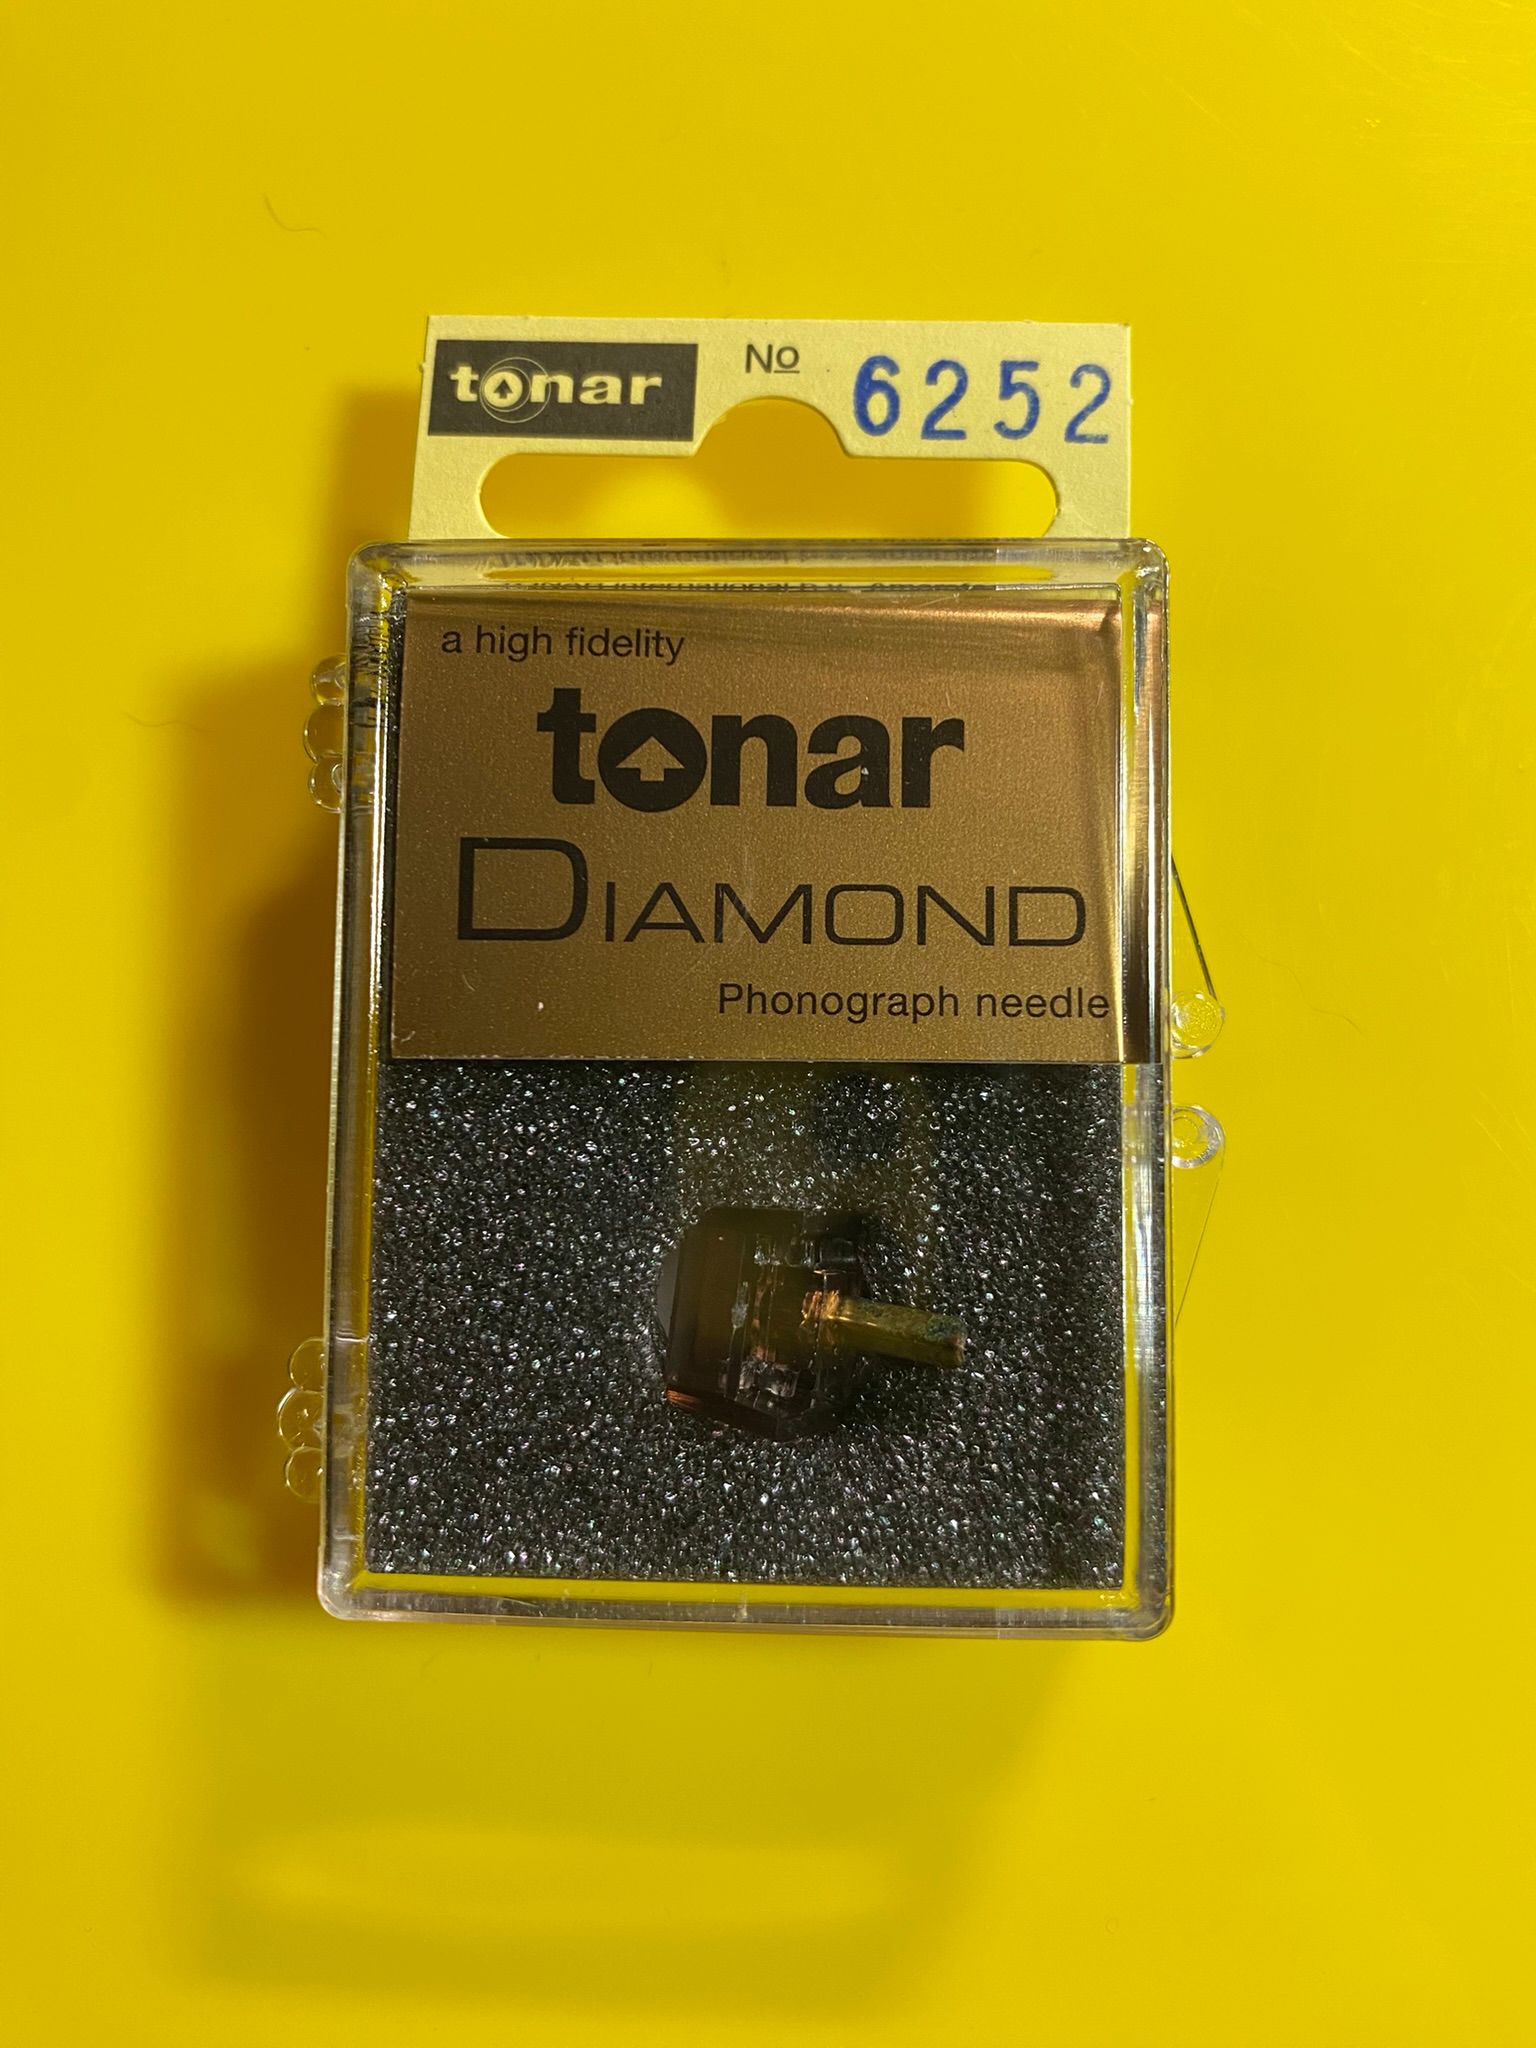 tonar No 6252
a high fidelity
tonar
DIAMOND
Phonograph needle